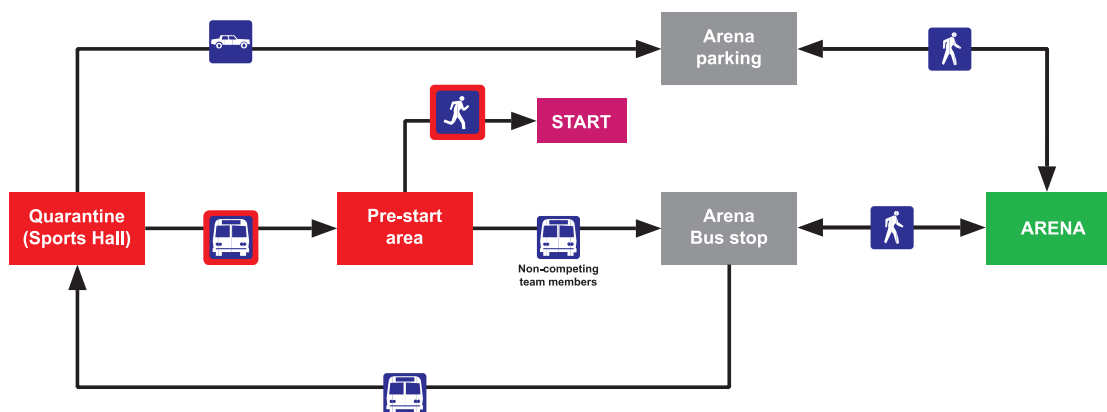 Arena
parking
START
Quarantine
(Sports Hall)
Pre-start
area
Non-competing
team members
Arena
Bus stop
ARENA